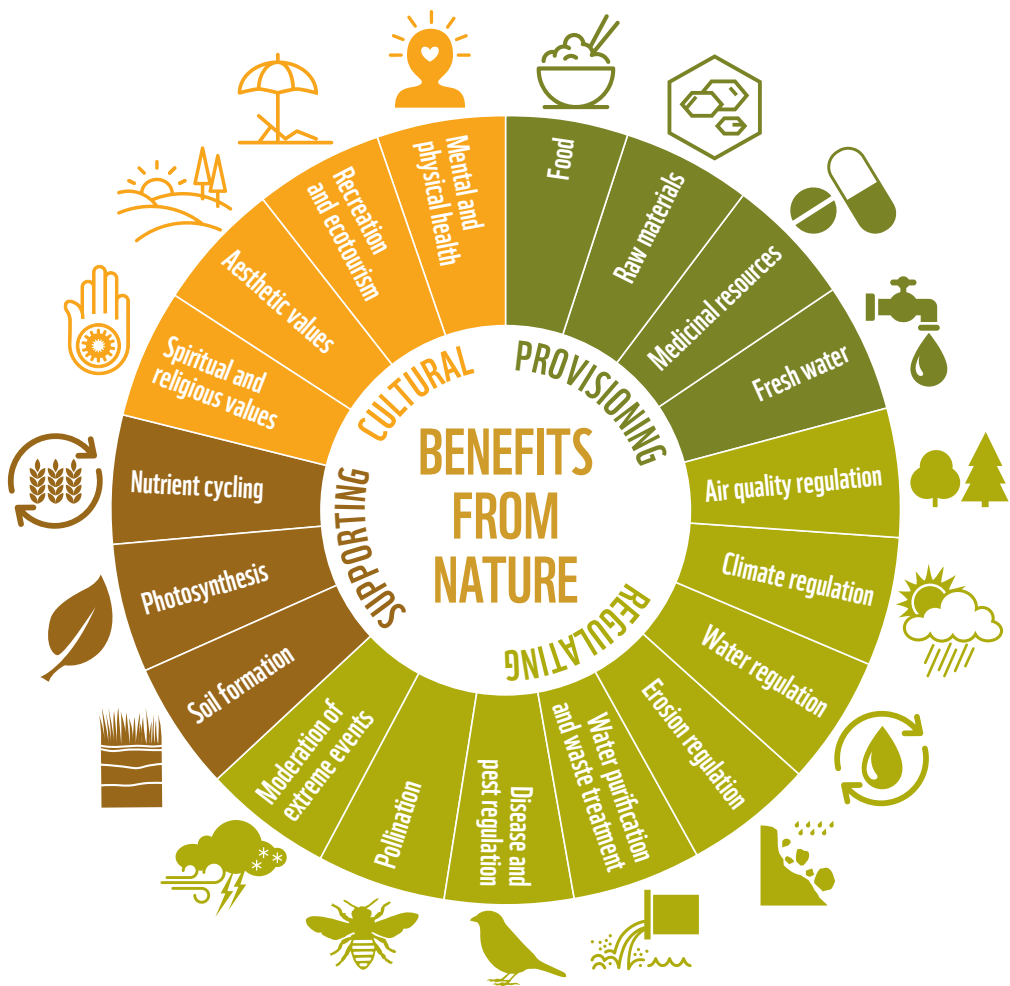 BENEFITS
FROM
NATURE
PROVISIONING
Food
Raw materials
Medicinal resources
Fresh water
REGULATING
Air quality regulation
Climate regulation
Water regulation
Erosion regulation
Water purification
and waste treatment
Disease and
pest regulation
Pollination
Moderation of
extreme events
SUPPORTING
Soil formation
Photosynthesis
Nutrient cycling
CULTURAL
Spiritual and
religious values
Aesthetic values
Recreation
and ecotourism
Mental and
physical health